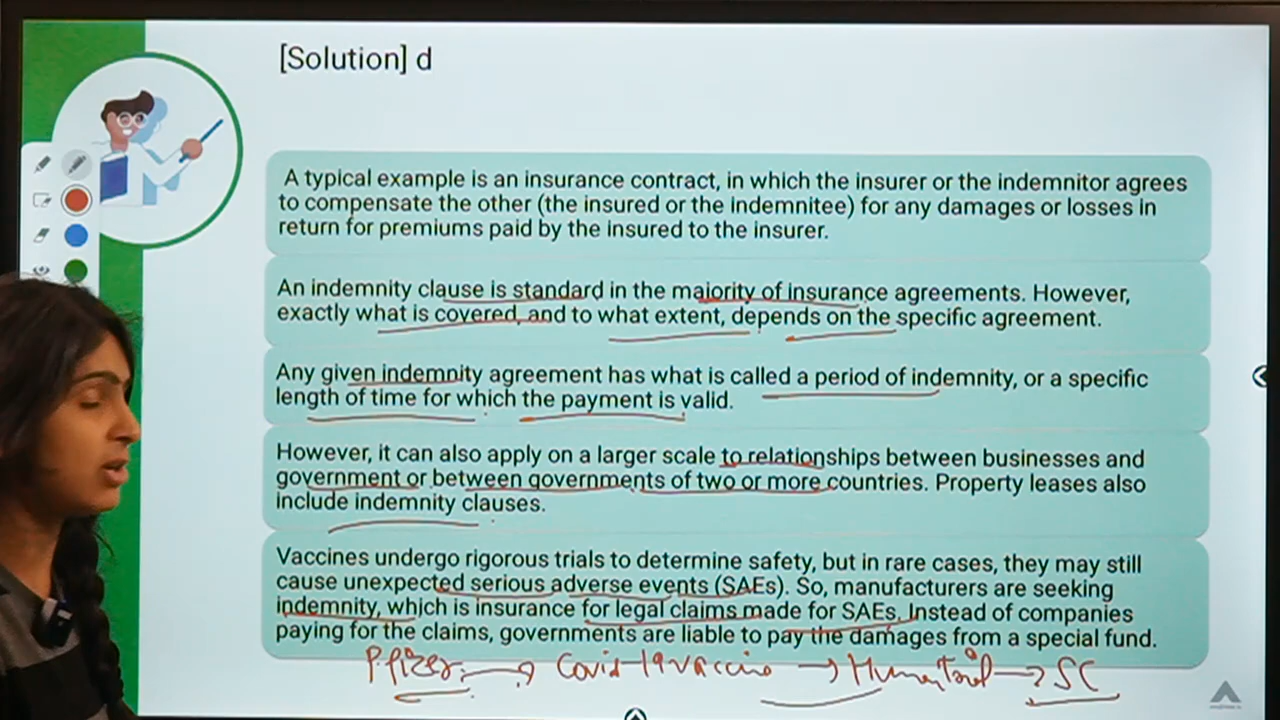 [Solution] d
A typical example is an insurance contract, in which the insurer or the indemnitor agrees
to compensate the other (the insured or the indemnitee) for any damages or losses in
return for premiums paid by the insured to the insurer.
An indemnity clause is standard in the majority of insurance agreements. However,
exactly what is covered, and to what extent, depends on the specific agreement.
Any given indemnity agreement has what is called a period of indemnity, or a specific
length of time for which the payment is valid.
However, it can also apply on a larger scale to relationships between businesses and
government or between governments of two or more countries. Property leases also
include indemnity clauses.
Vaccines undergo rigorous trials to determine safety, but in rare cases, they may still
cause unexpected serious adverse events (SAEs). So, manufacturers are seeking
indemnity, which is insurance for legal claims made for SAEs. Instead of companies
paying for the claims, governments are liable to pay the damages from a special fund.
Pfizer → Covid-19 vaccine → Human trial → SC